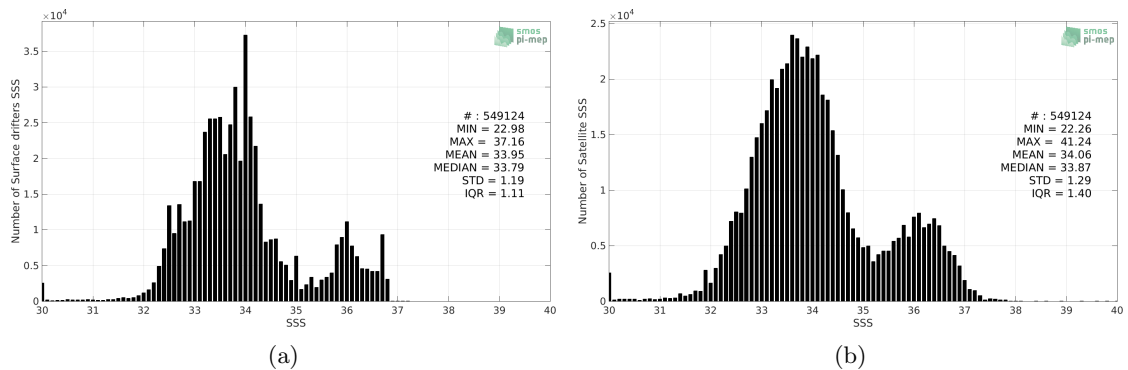 ×10⁴
3.5
3
2.5
2
1.5
1
0.5
0
Number of Surface drifters SSS
smos
pi-mep
# : 549124
MIN = 22.98
MAX = 37.16
MEAN = 33.95
MEDIAN = 33.79
STD = 1.19
IQR = 1.11
30 31 32 33 34 35 36 37 38 39 40
SSS
(a)
×10⁴
2.5
2
1.5
1
0.5
0
Number of Satellite SSS
smos
pi-mep
# : 549124
MIN = 22.26
MAX = 41.24
MEAN = 34.06
MEDIAN = 33.87
STD = 1.29
IQR = 1.40
30 31 32 33 34 35 36 37 38 39 40
SSS
(b)